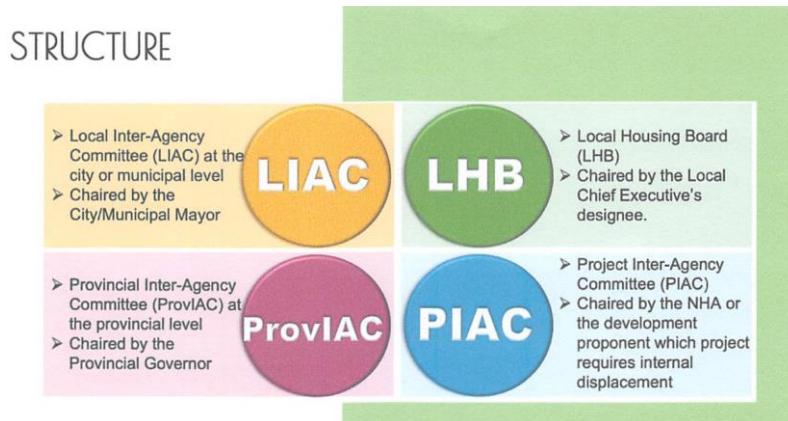 STRUCTURE
➢ Local Inter-Agency
Committee (LIAC) at the
city or municipal level
➢ Chaired by the
City/Municipal Mayor
LIAC
LHB
➢ Local Housing Board
(LHB)
➢ Chaired by the Local
Chief Executive's
designee.
➢ Provincial Inter-Agency
Committee (ProvIAC) at
the provincial level
➢ Chaired by the
Provincial Governor
ProvIAC
PIAC
➢ Project Inter-Agency
Committee (PIAC)
➢ Chaired by the NHA or
the development
proponent which project
requires internal
displacement